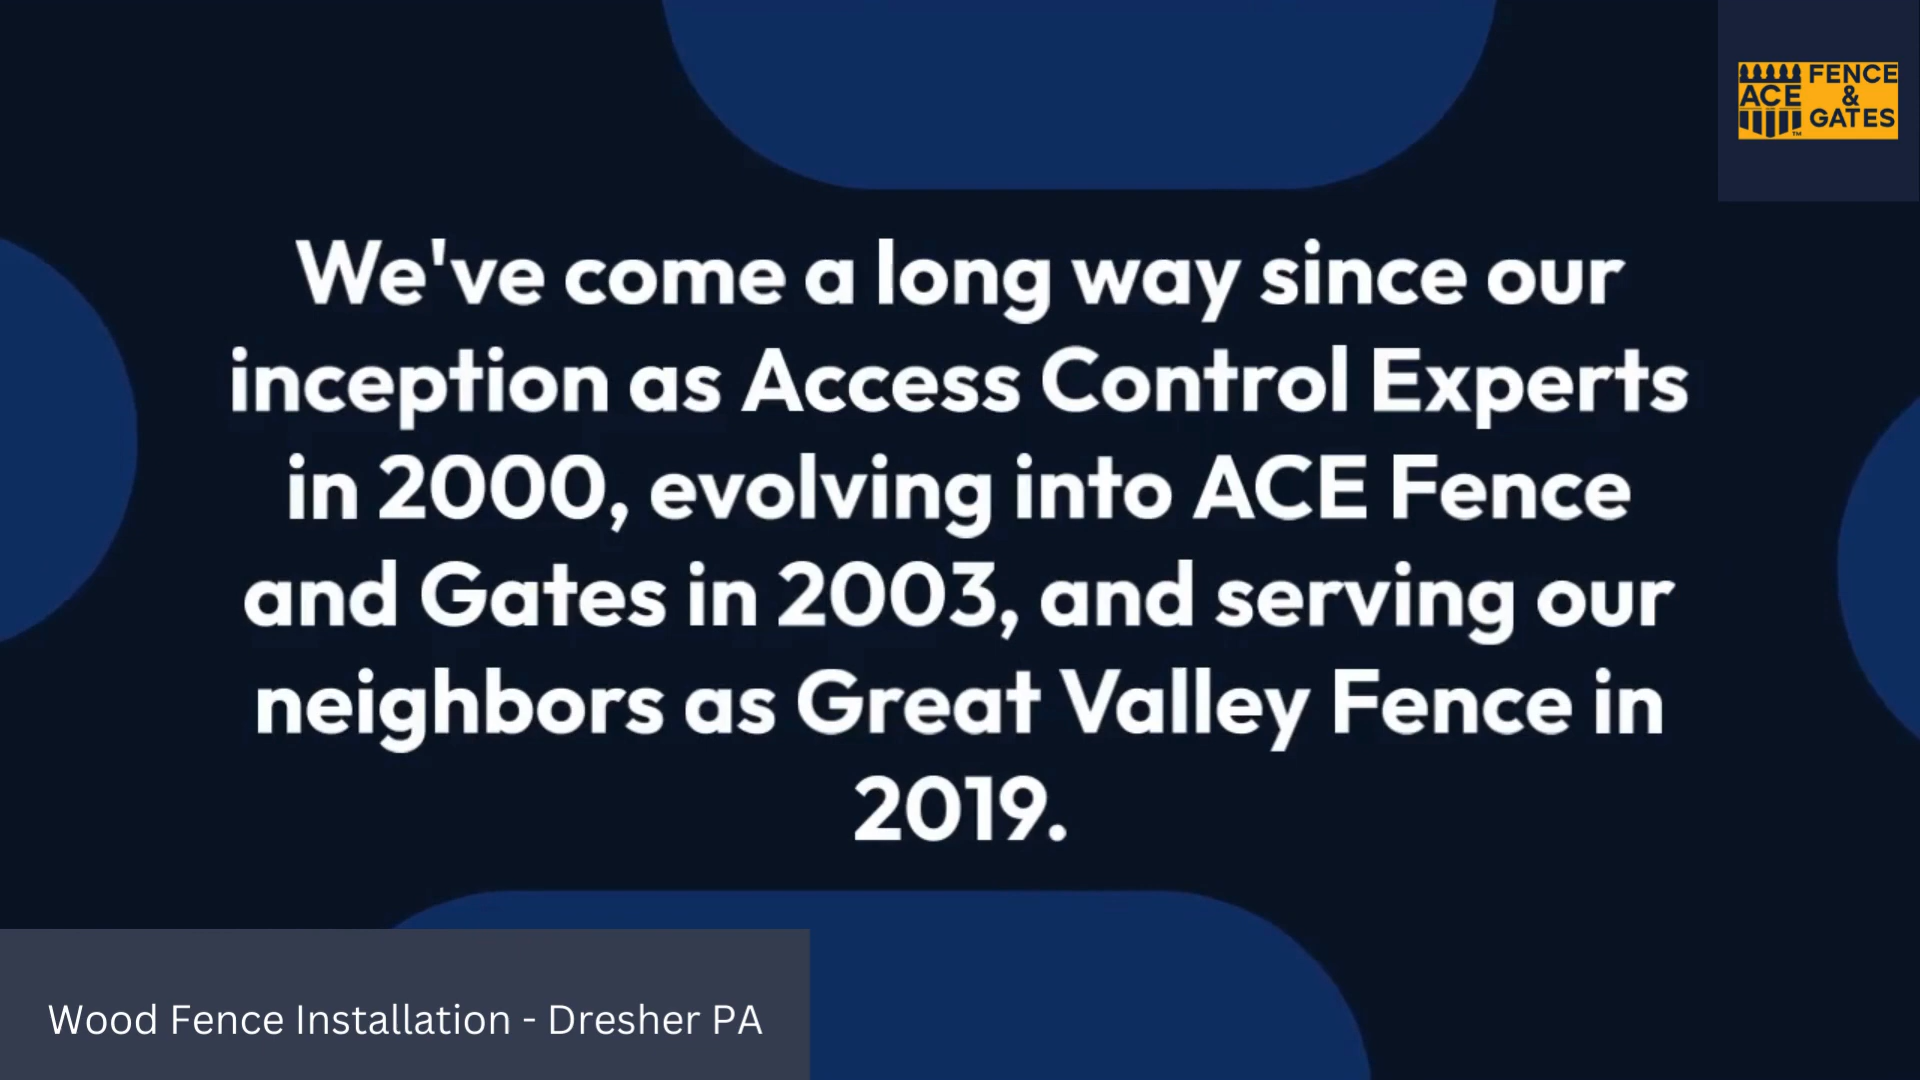 FENCE
ACE
&
GATES
TM
We've come a long way since our
inception as Access Control Experts
in 2000, evolving into ACE Fence
and Gates in 2003, and serving our
neighbors as Great Valley Fence in
2019.
Wood Fence Installation - Dresher PA